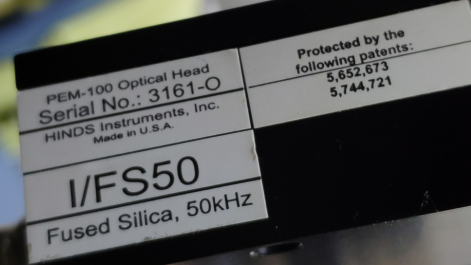 PEM-100 Optical Head
Serial No.: 3161-O
HINDS Instruments, Inc.
Made in U.S.A.
I/FS50
Fused Silica, 50kHz
Protected by the
following patents:
5,652,673
5,744,721